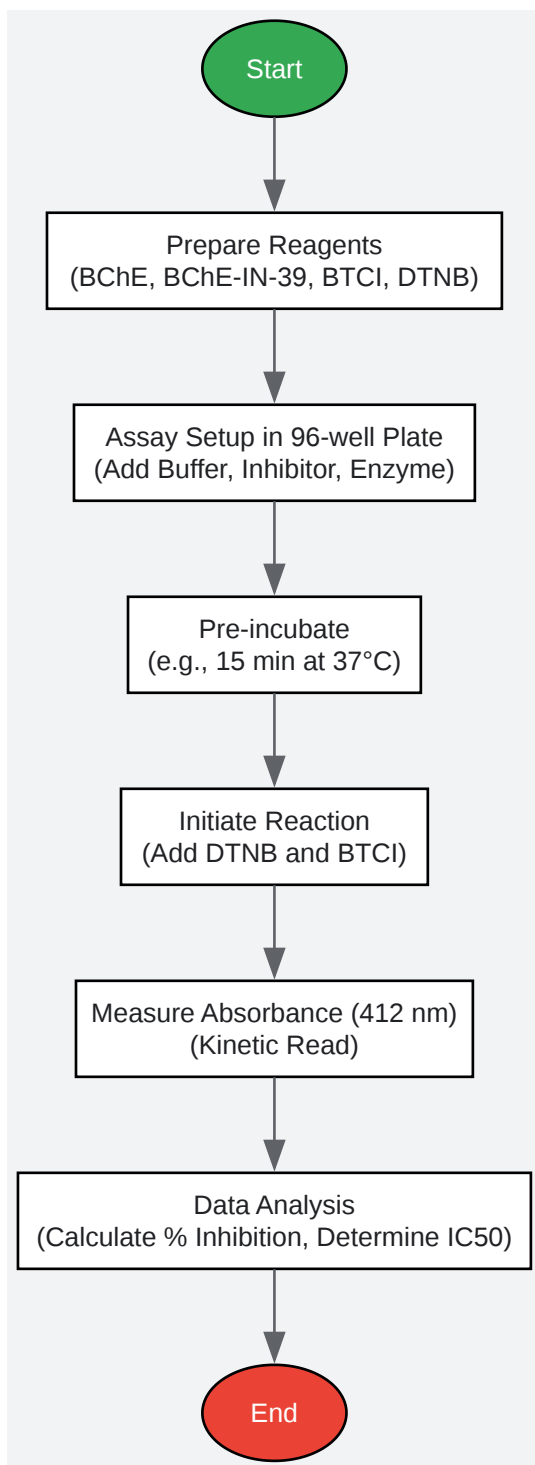 Start
Prepare Reagents
(BChE, BChE-IN-39, BTCI, DTNB)
Assay Setup in 96-well Plate
(Add Buffer, Inhibitor, Enzyme)
Pre-incubate
(e.g., 15 min at 37°C)
Initiate Reaction
(Add DTNB and BTCI)
Measure Absorbance (412 nm)
(Kinetic Read)
Data Analysis
(Calculate % Inhibition, Determine IC50)
End